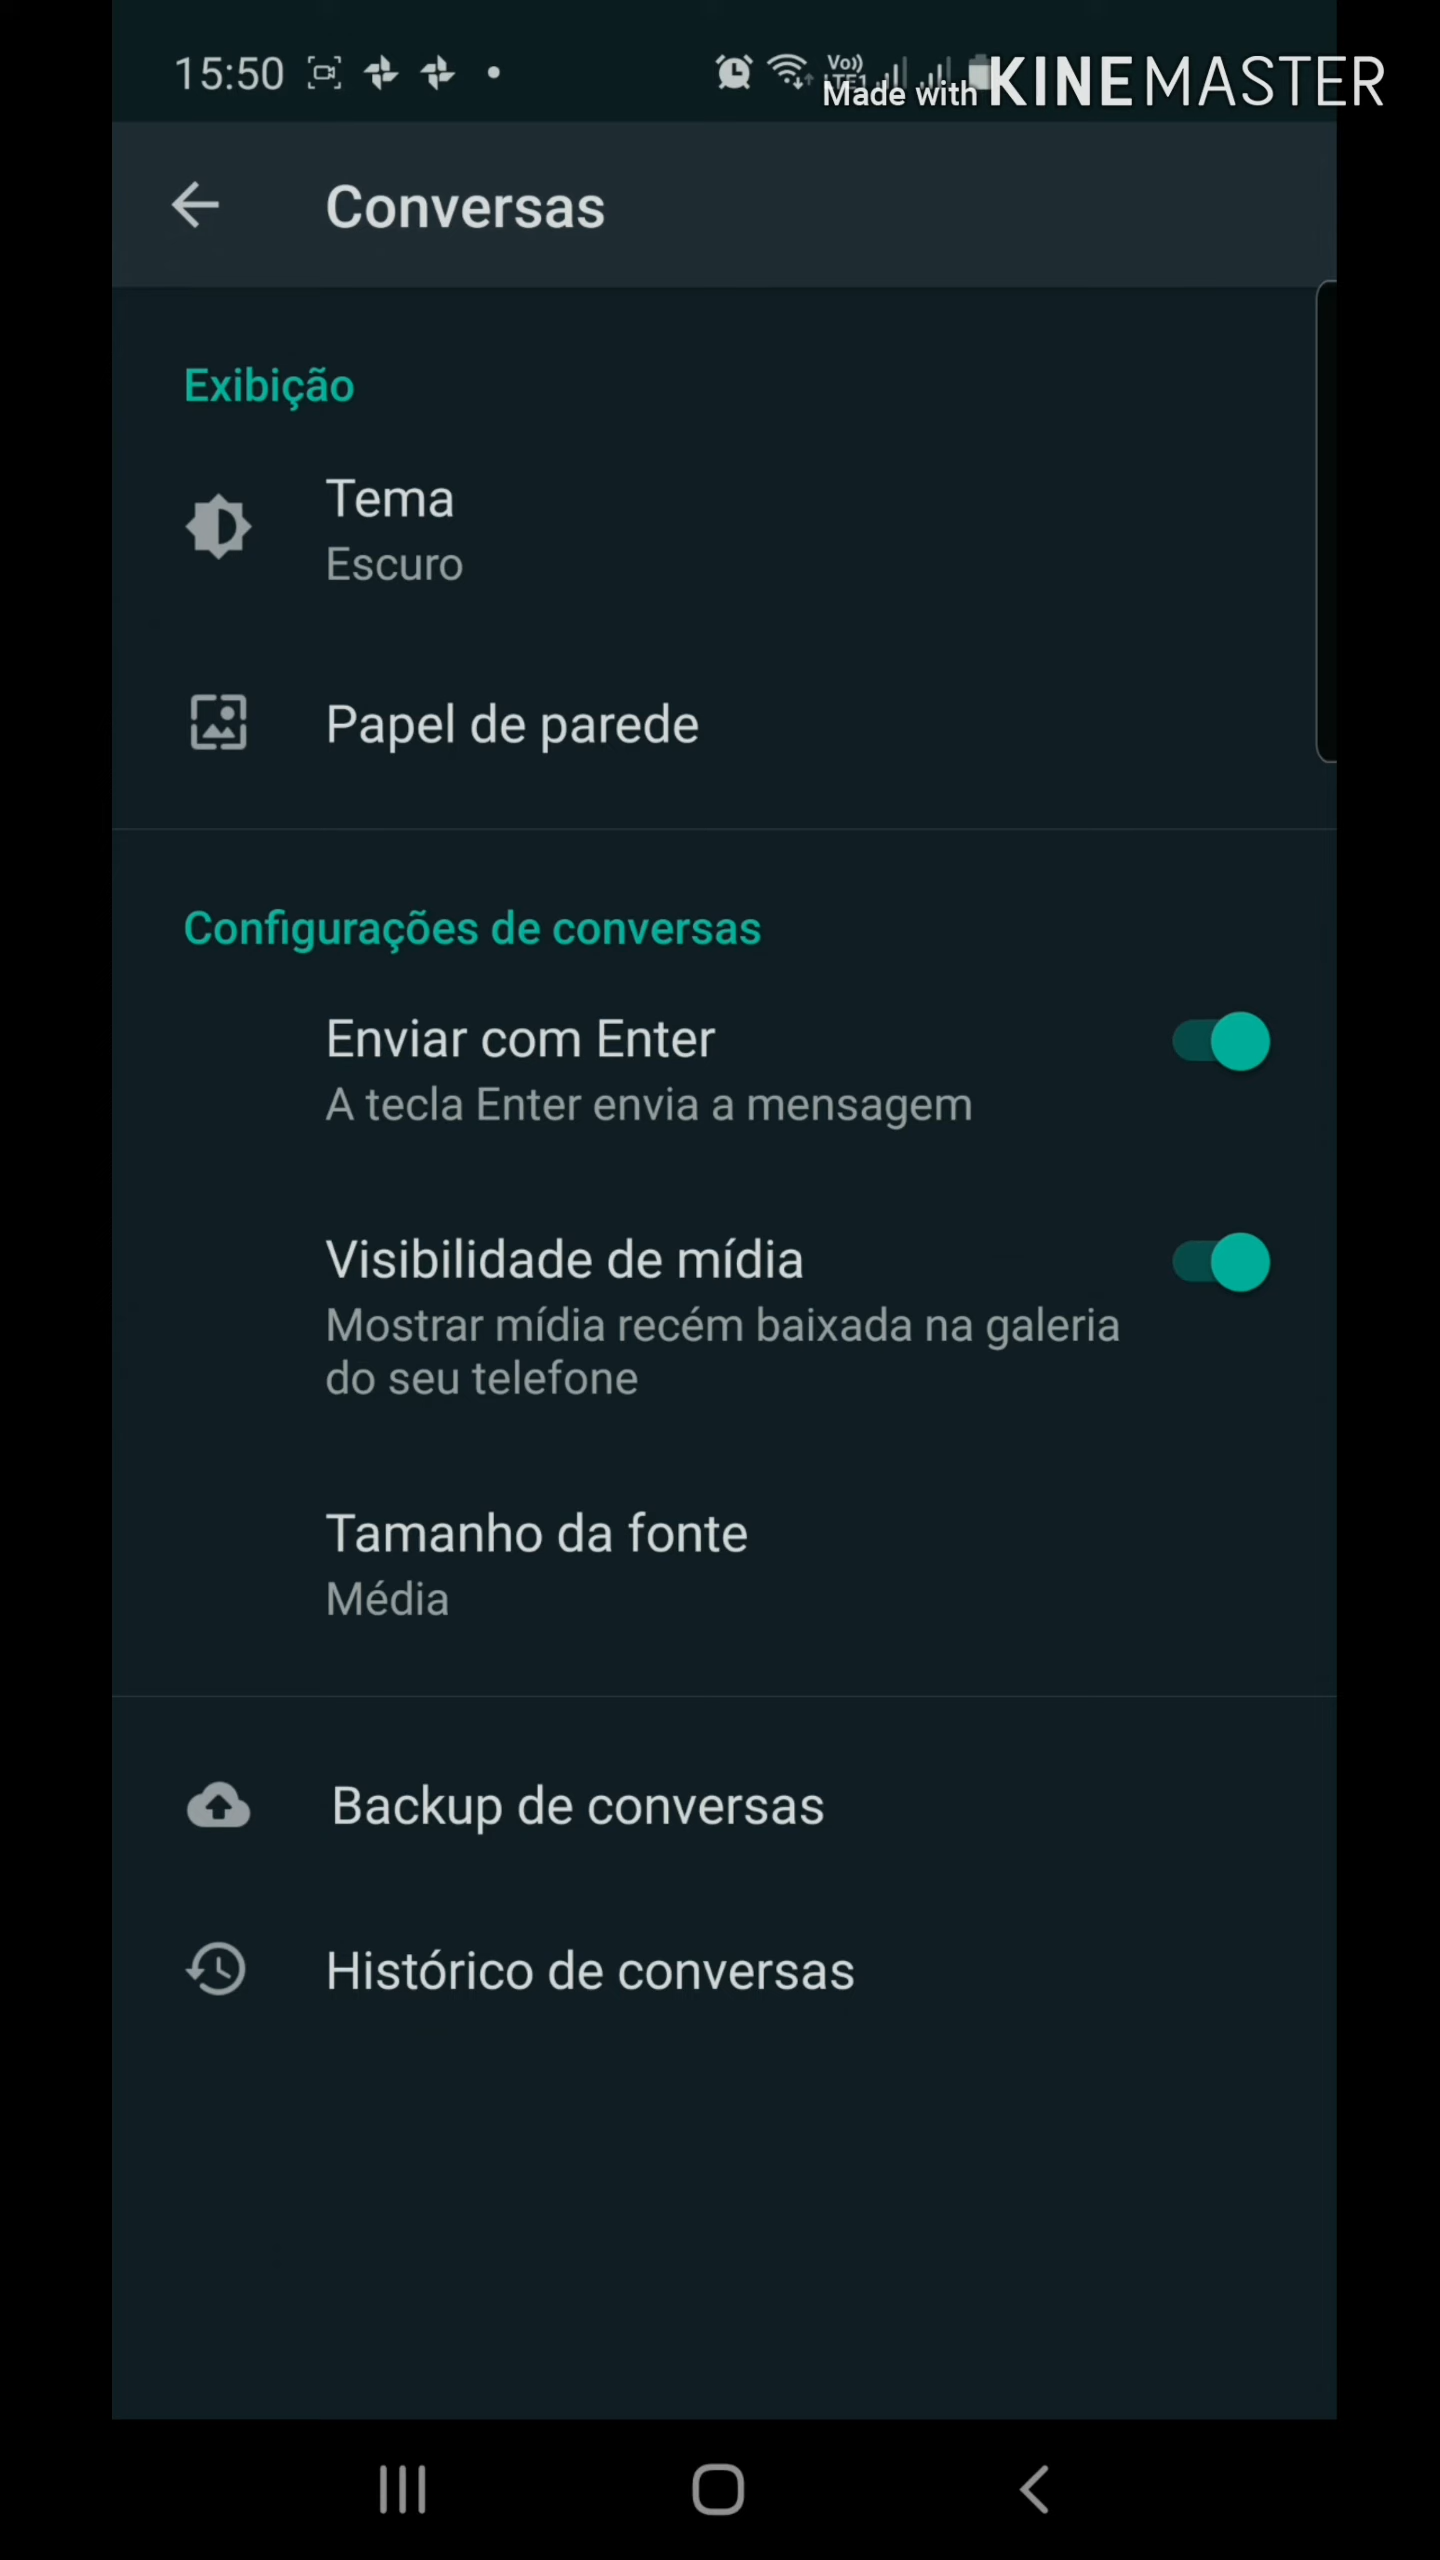 15:50
Vo))
LTE1
Made with KINEMASTER
Conversas
Exibição
Tema
Escuro
Papel de parede
Configurações de conversas
Enviar com Enter
A tecla Enter envia a mensagem
Visibilidade de mídia
Mostrar mídia recém baixada na galeria
do seu telefone
Tamanho da fonte
Média
Backup de conversas
Histórico de conversas